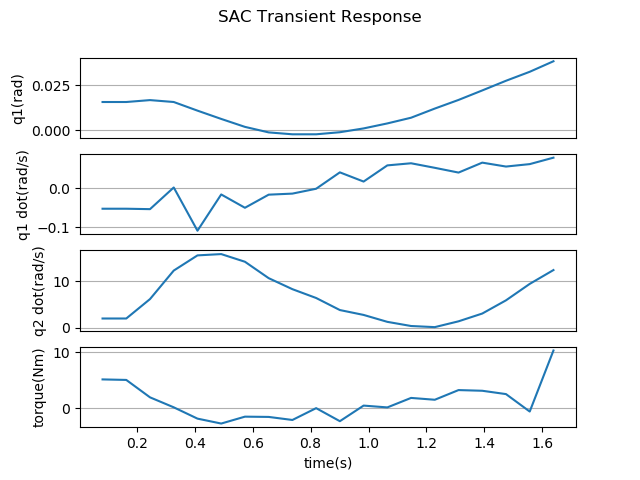 SAC Transient Response
q1(rad)
0.025
0.000
q1 dot(rad/s)
0.0
−0.1
q2 dot(rad/s)
10
0
torque(Nm)
10
0
0.2 0.4 0.6 0.8 1.0 1.2 1.4 1.6
time(s)